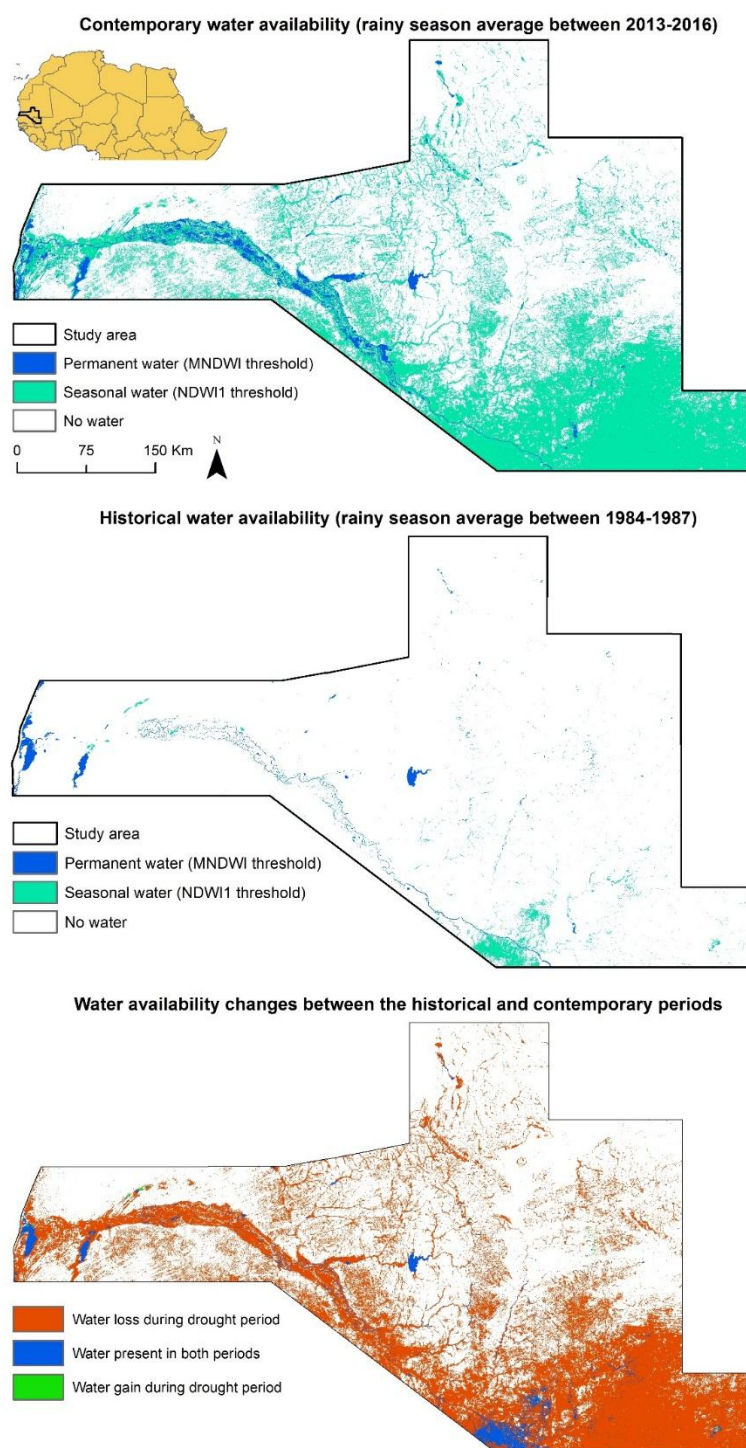 Contemporary water availability (rainy season average between 2013-2016)
Study area
Permanent water (MNDWI threshold)
Seasonal water (NDWI1 threshold)
No water
N
0 75 150 Km
Historical water availability (rainy season average between 1984-1987)
Study area
Permanent water (MNDWI threshold)
Seasonal water (NDWI1 threshold)
No water
Water availability changes between the historical and contemporary periods
Water loss during drought period
Water present in both periods
Water gain during drought period